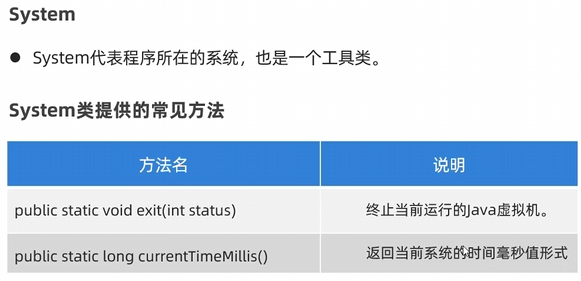 System
● System代表程序所在的系统，也是一个工具类。
System类提供的常见方法
方法名 说明
public static void exit(int status) 终止当前运行的Java虚拟机。
public static long currentTimeMillis() 返回当前系统的时间毫秒值形式